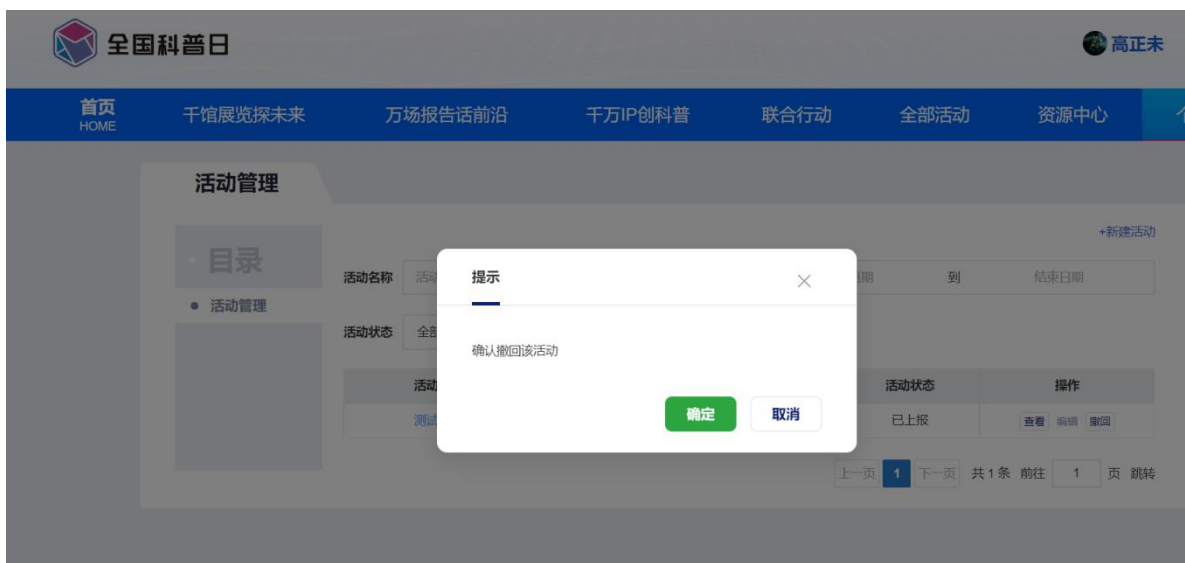 全国科普日
高正未
首页 千馆展览探未来 万场报告话前沿 千万IP创科普 联合行动 全部活动 资源中心
HOME
活动管理
+新建活动
目录
提示
活动名称 到 结束日期
活动管理
活动状态
确认撤回该活动
活动状态 操作
确定 取消
已上报 查看 编辑 撤回
上一页 1 下一页 共1条 前往 1 页 跳转